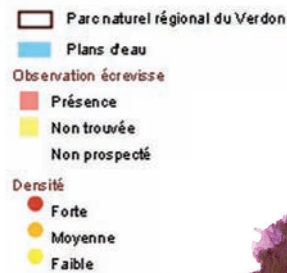 Parc naturel régional du Verdon
Plans d'eau
Observation écrevisse
Présence
Non trouvée
Non prospecté
Densité
Forte
Moyenne
Faible